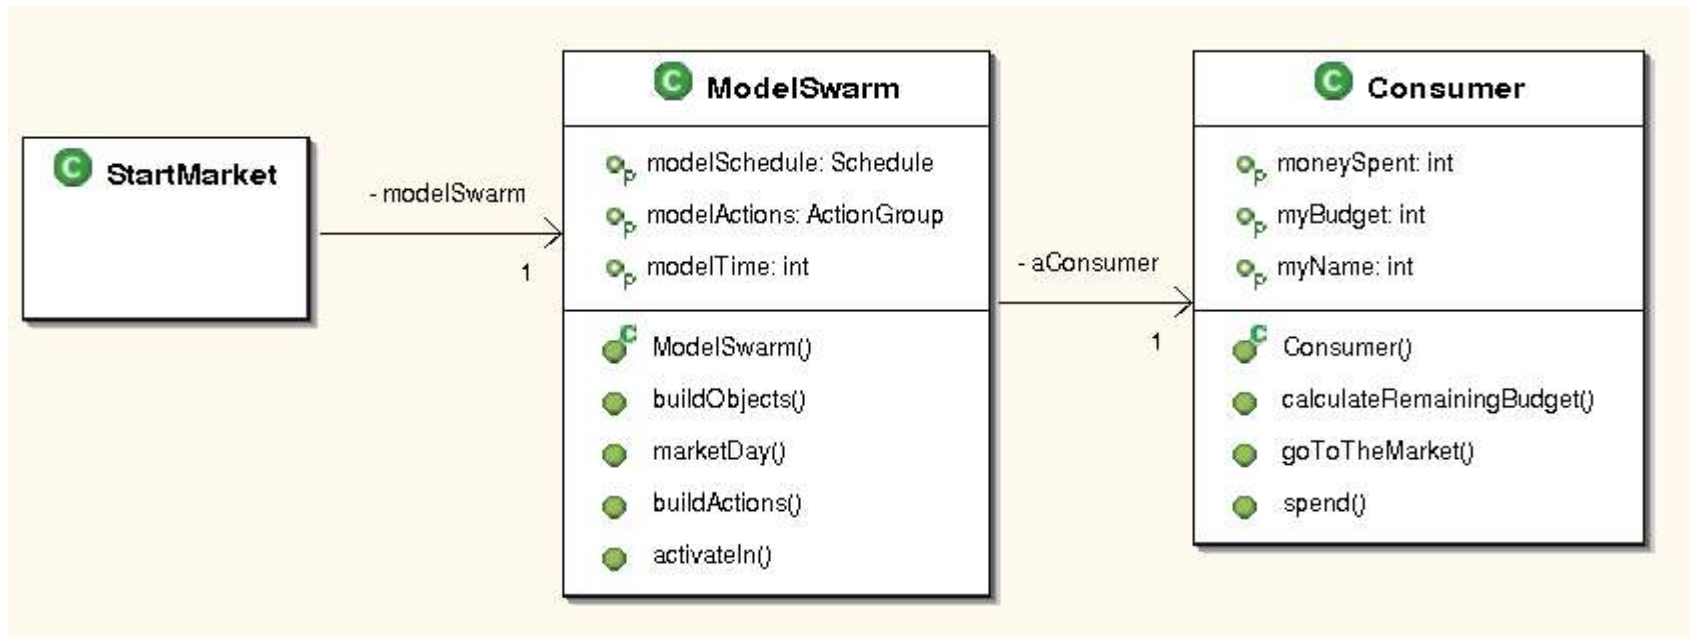 C StartMarket
- modelSwarm
1
C ModelSwarm
P modelSchedule: Schedule
P modelActions: ActionGroup
P modelTime: int
C ModelSwarm()
buildObjects()
marketDay()
buildActions()
activateIn()
- aConsumer
1
C Consumer
P moneySpent: int
P myBudget: int
P myName: int
C Consumer()
calculateRemainingBudget()
goToTheMarket()
spend()